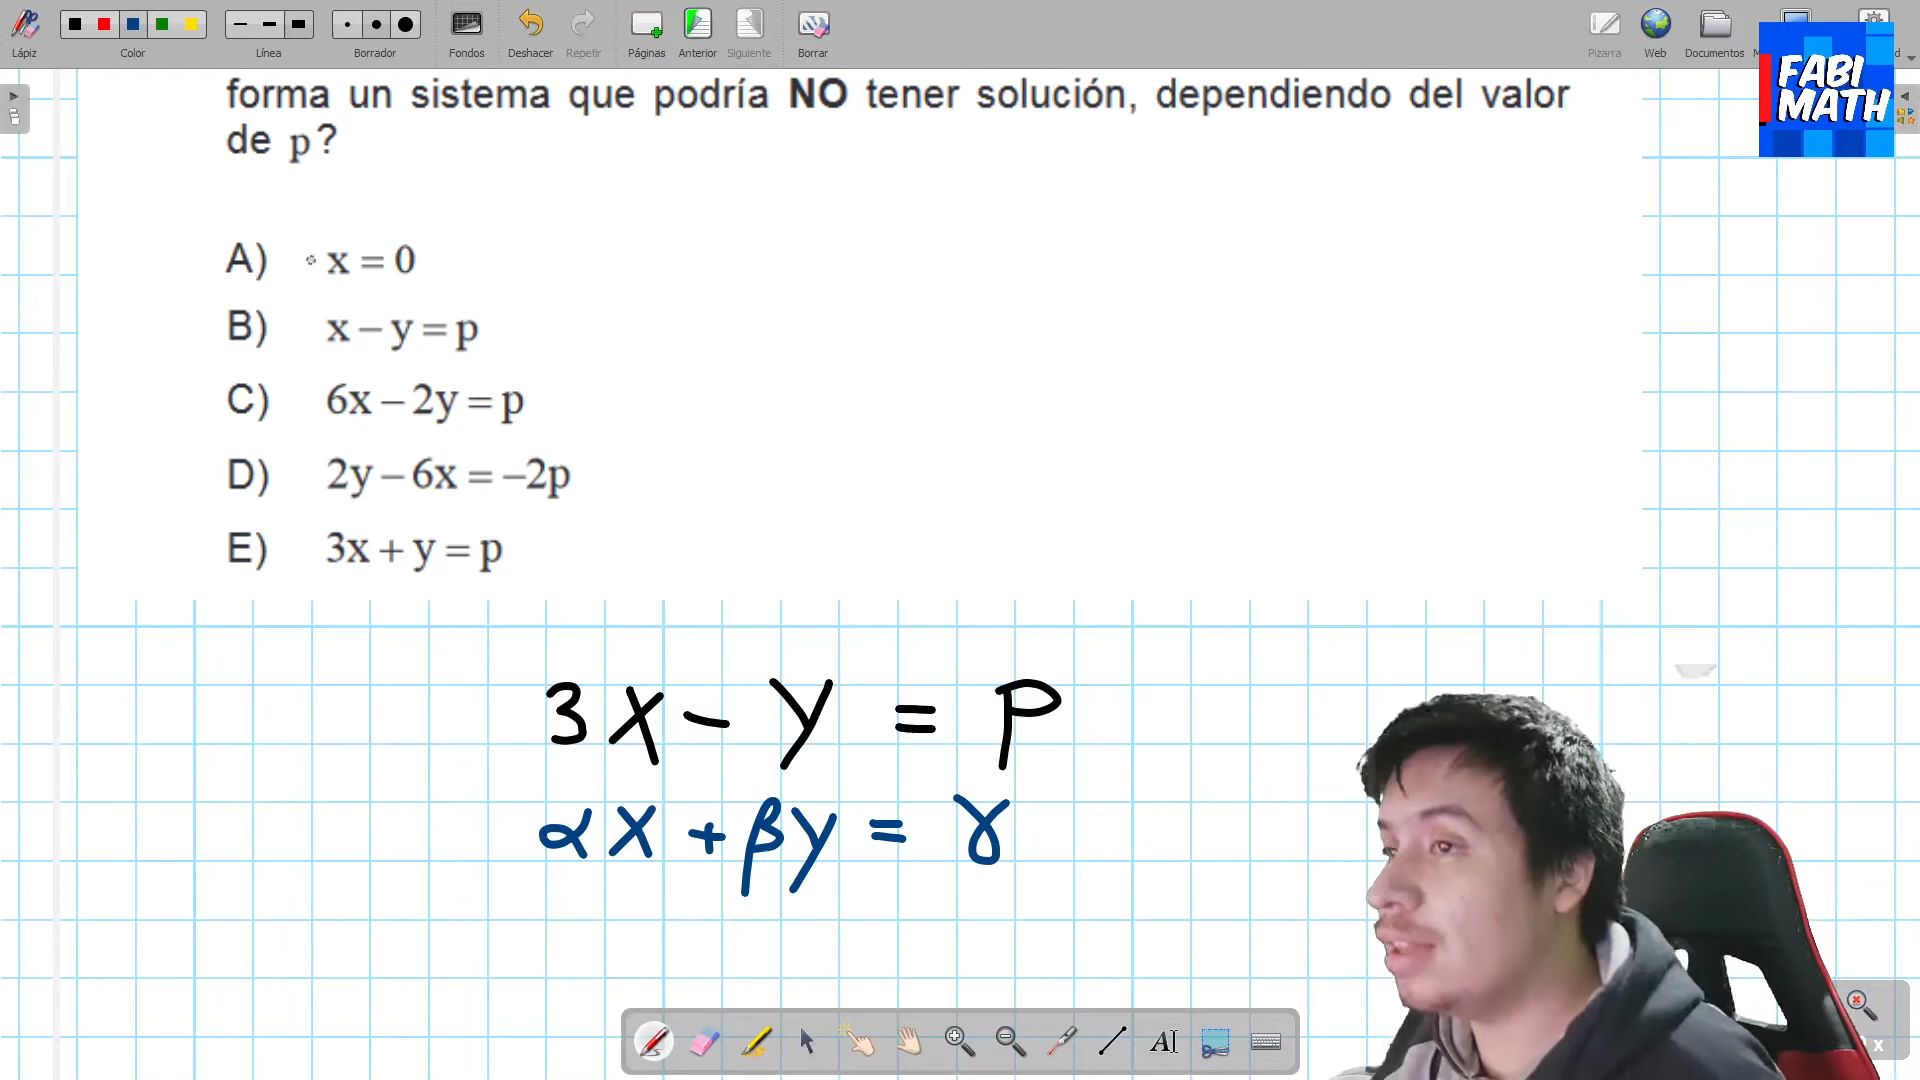 Lápiz Color Línea Borrador Fondos Deshacer Repetir Páginas Anterior Siguiente Borrar Pizarra Web Documentos
FABI
MATH
forma un sistema que podría NO tener solución, dependiendo del valor
de p?
A) x = 0
B) x – y = p
C) 6x – 2y = p
D) 2y – 6x = –2p
E) 3x + y = p
3X – Y = P
αX + βy = γ
AI
x